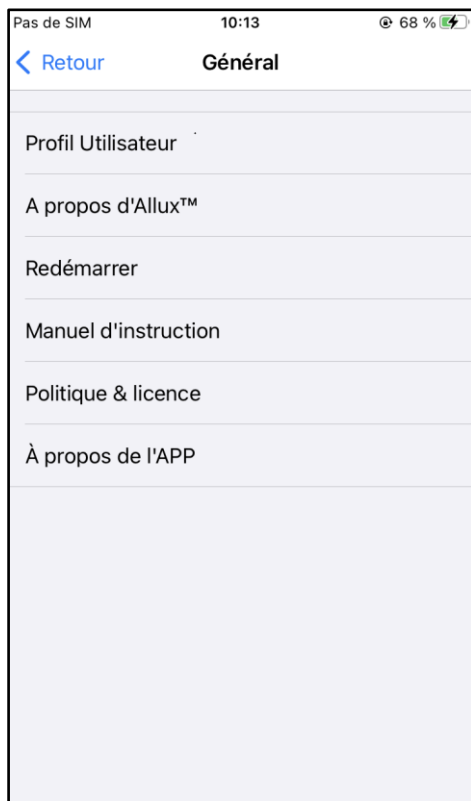 Pas de SIM 10:13 68 %
Retour Général
Profil Utilisateur
A propos d'Allux™
Redémarrer
Manuel d'instruction
Politique & licence
À propos de l'APP